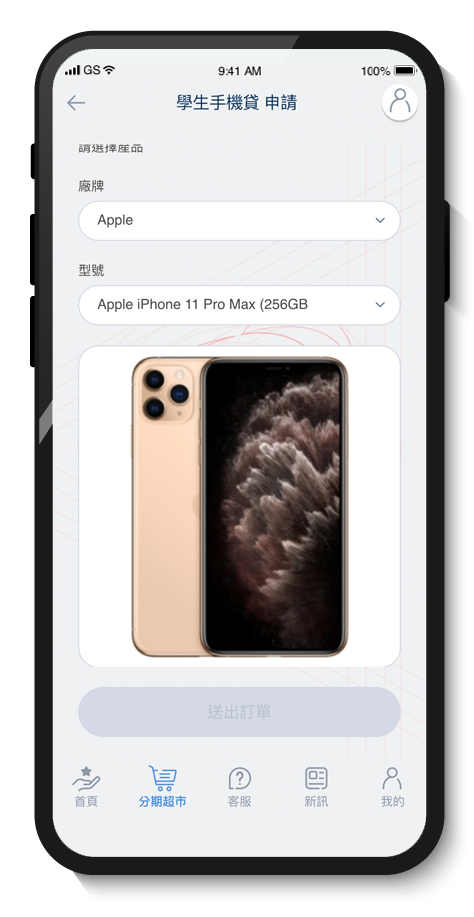 GS 9:41 AM 100%
學生手機貸 申請
請選擇產品
廠牌
Apple
型號
Apple iPhone 11 Pro Max (256GB
送出訂單
首頁 分期超市 客服 新訊 我的